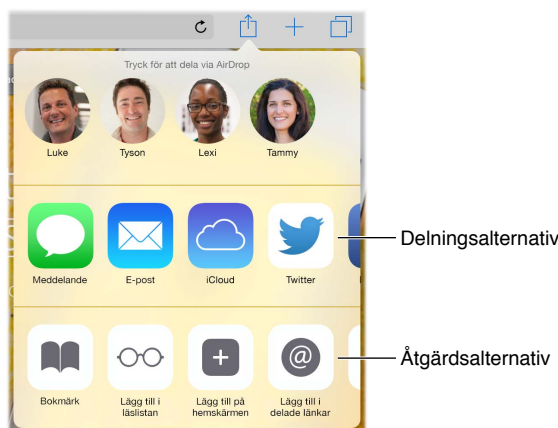 Tryck för att dela via AirDrop
Luke Tyson Lexi Tammy
Delningsalternativ
Meddelande E-post iCloud Twitter
Åtgärdsalternativ
Bokmärk Lägg till i läslistan Lägg till på hemskärmen Lägg till i delade länkar